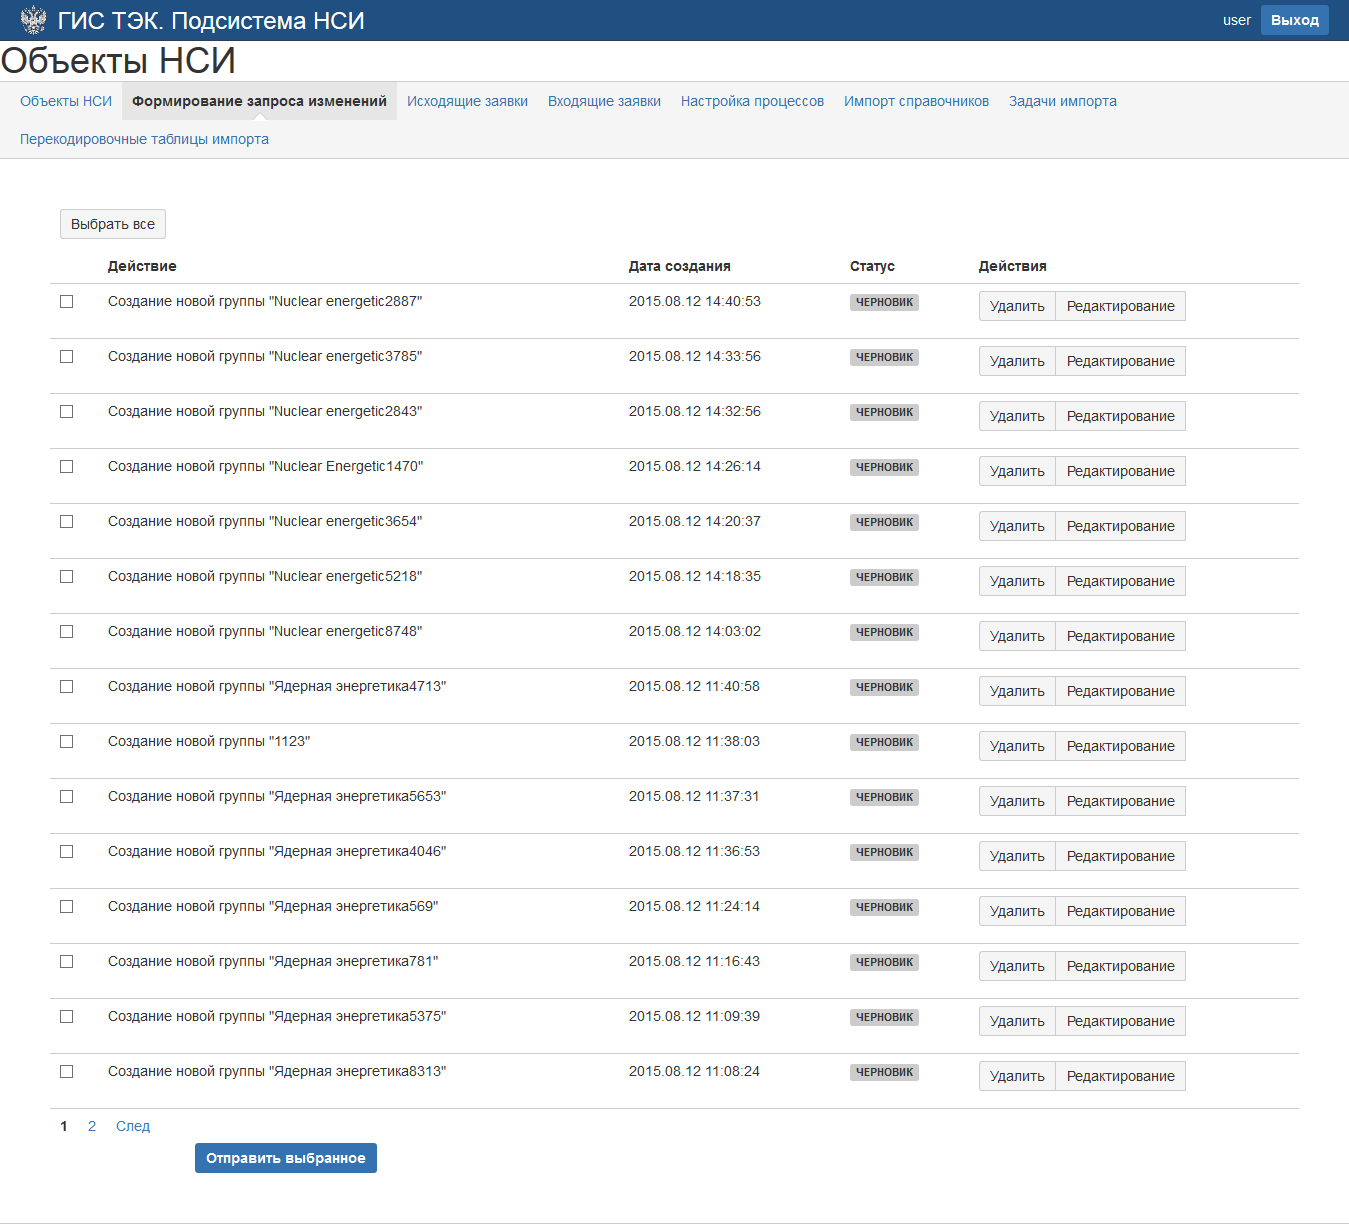 ГИС ТЭК. Подсистема НСИ
user
Выход
Объекты НСИ
Объекты НСИ Формирование запроса изменений Исходящие заявки Входящие заявки Настройка процессов Импорт справочников Задачи импорта
Перекодировочные таблицы импорта
Выбрать все
Действие Дата создания Статус Действия
Создание новой группы "Nuclear energetic2887" 2015.08.12 14:40:53 ЧЕРНОВИК Удалить Редактирование
Создание новой группы "Nuclear energetic3785" 2015.08.12 14:33:56 ЧЕРНОВИК Удалить Редактирование
Создание новой группы "Nuclear energetic2843" 2015.08.12 14:32:56 ЧЕРНОВИК Удалить Редактирование
Создание новой группы "Nuclear Energetic1470" 2015.08.12 14:26:14 ЧЕРНОВИК Удалить Редактирование
Создание новой группы "Nuclear energetic3654" 2015.08.12 14:20:37 ЧЕРНОВИК Удалить Редактирование
Создание новой группы "Nuclear energetic5218" 2015.08.12 14:18:35 ЧЕРНОВИК Удалить Редактирование
Создание новой группы "Nuclear energetic8748" 2015.08.12 14:03:02 ЧЕРНОВИК Удалить Редактирование
Создание новой группы "Ядерная энергетика4713" 2015.08.12 11:40:58 ЧЕРНОВИК Удалить Редактирование
Создание новой группы "1123" 2015.08.12 11:38:03 ЧЕРНОВИК Удалить Редактирование
Создание новой группы "Ядерная энергетика5653" 2015.08.12 11:37:31 ЧЕРНОВИК Удалить Редактирование
Создание новой группы "Ядерная энергетика4046" 2015.08.12 11:36:53 ЧЕРНОВИК Удалить Редактирование
Создание новой группы "Ядерная энергетика569" 2015.08.12 11:24:14 ЧЕРНОВИК Удалить Редактирование
Создание новой группы "Ядерная энергетика781" 2015.08.12 11:16:43 ЧЕРНОВИК Удалить Редактирование
Создание новой группы "Ядерная энергетика5375" 2015.08.12 11:09:39 ЧЕРНОВИК Удалить Редактирование
Создание новой группы "Ядерная энергетика8313" 2015.08.12 11:08:24 ЧЕРНОВИК Удалить Редактирование
1 2 След
Отправить выбранное